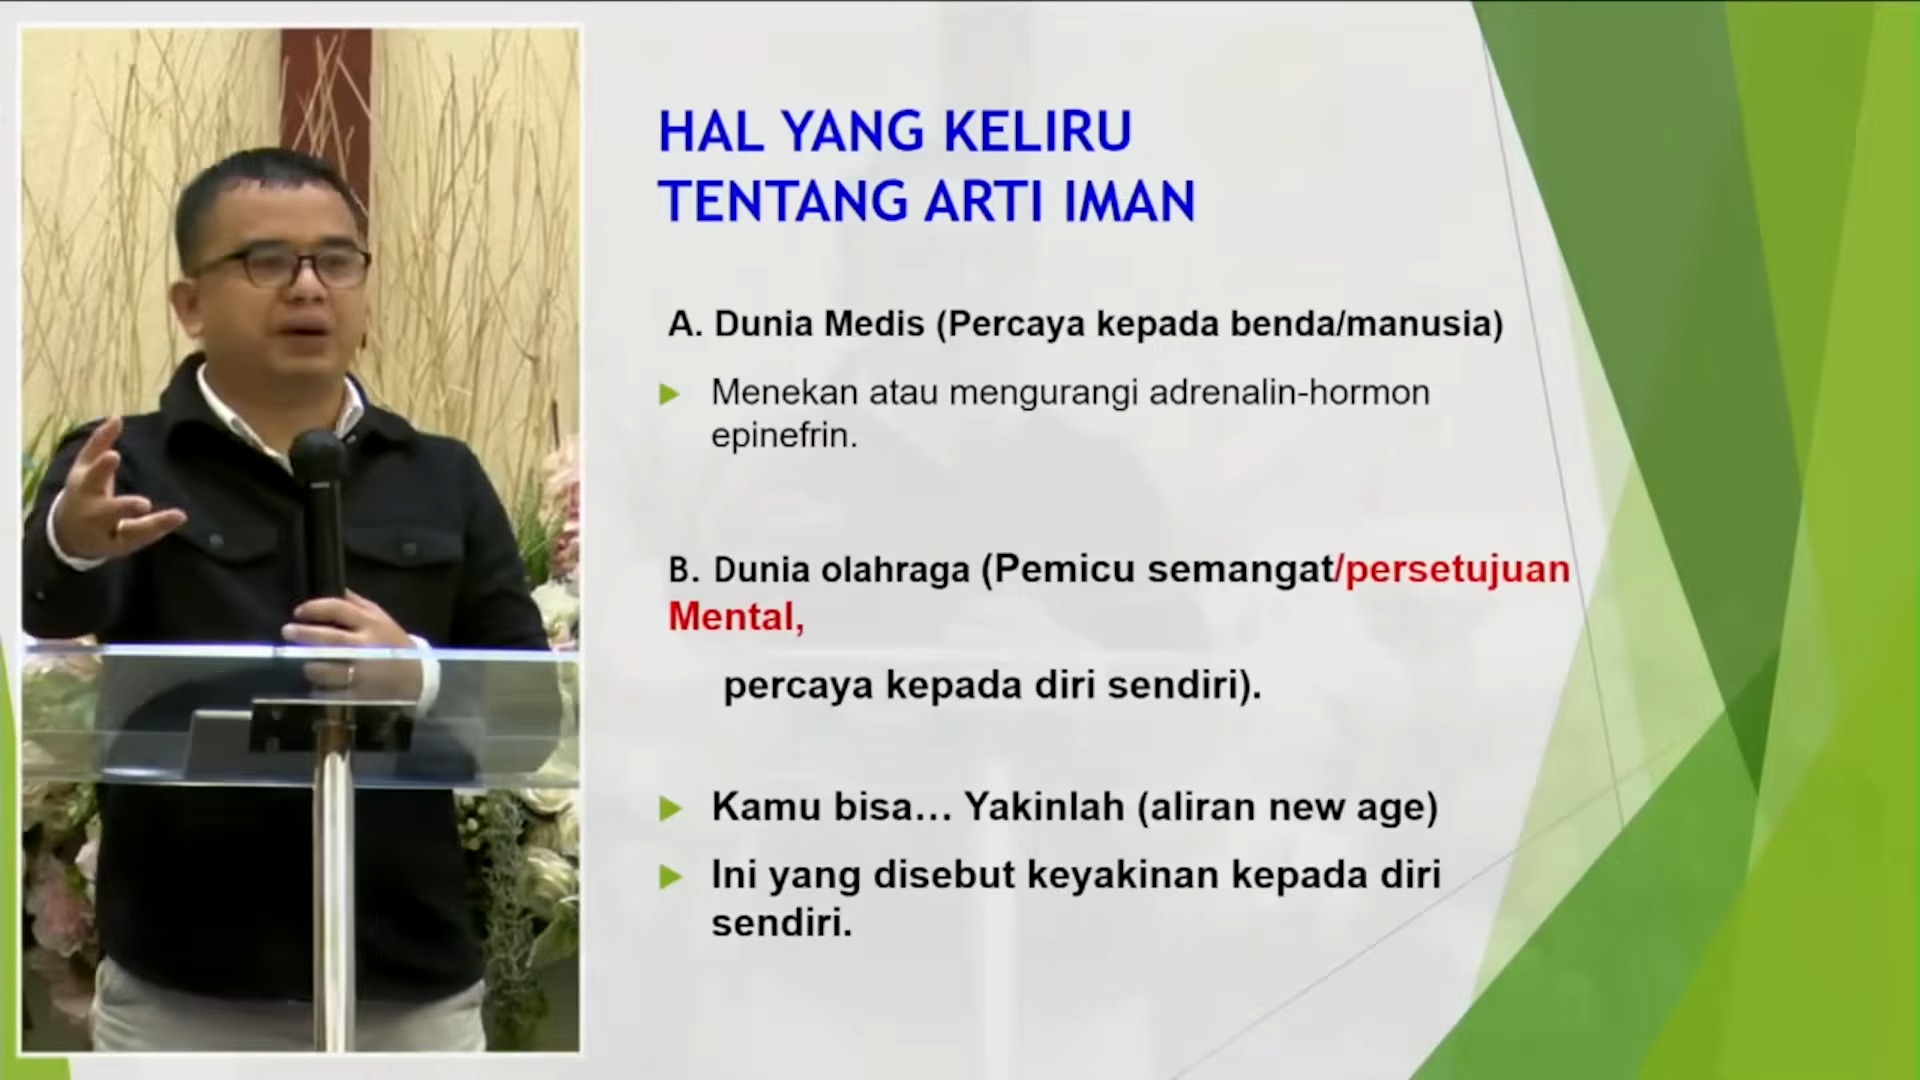 HAL YANG KELIRU
TENTANG ARTI IMAN
A. Dunia Medis (Percaya kepada benda/manusia)
Menekan atau mengurangi adrenalin-hormon
epinefrin.
B. Dunia olahraga (Pemicu semangat/persetujuan
Mental,
percaya kepada diri sendiri).
Kamu bisa... Yakinlah (aliran new age)
Ini yang disebut keyakinan kepada diri
sendiri.